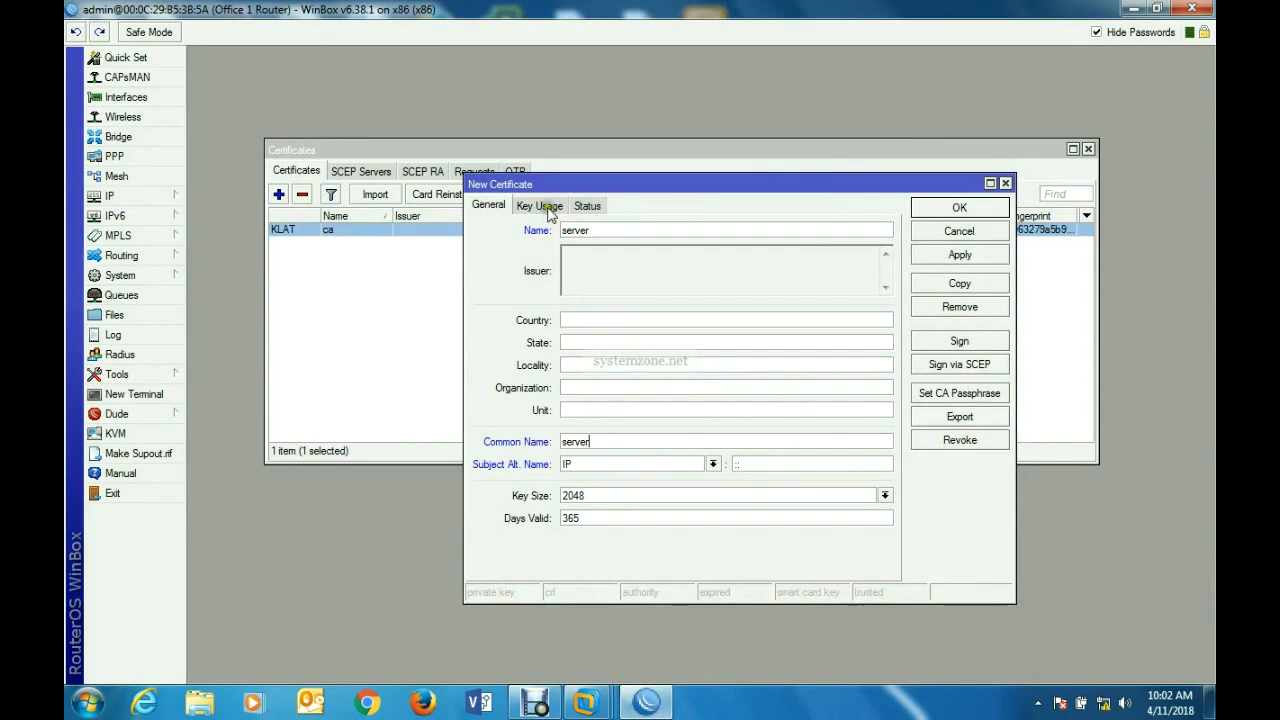 admin@00:0C:29:B5:3B:5A (Office 1 Router) - WinBox v6.38.1 on x86 (x86)
Safe Mode
Hide Passwords
Quick Set
CAPsMAN
Interfaces
Wireless
Bridge
PPP
Mesh
IP
IPv6
MPLS
Routing
System
Queues
Files
Log
Radius
Tools
New Terminal
Dude
KVM
Make Supout.rif
Manual
Exit
RouterOS WinBox
Certificates
Certificates SCEP Servers SCEP RA Requests OTP
Import Card Reinst
Find
Name / Issuer
ngerprint
KLAT ca
63279a5b9...
1 item (1 selected)
New Certificate
General Key Usage Status
Name: server
Issuer:
Country:
State:
Locality:
Organization:
Unit:
Common Name: server
Subject Alt. Name: IP : ::
Key Size: 2048
Days Valid: 365
OK
Cancel
Apply
Copy
Remove
Sign
Sign via SCEP
Set CA Passphrase
Export
Revoke
private key crl authority expired smart card key trusted
systemzone.net
10:02 AM
4/11/2018